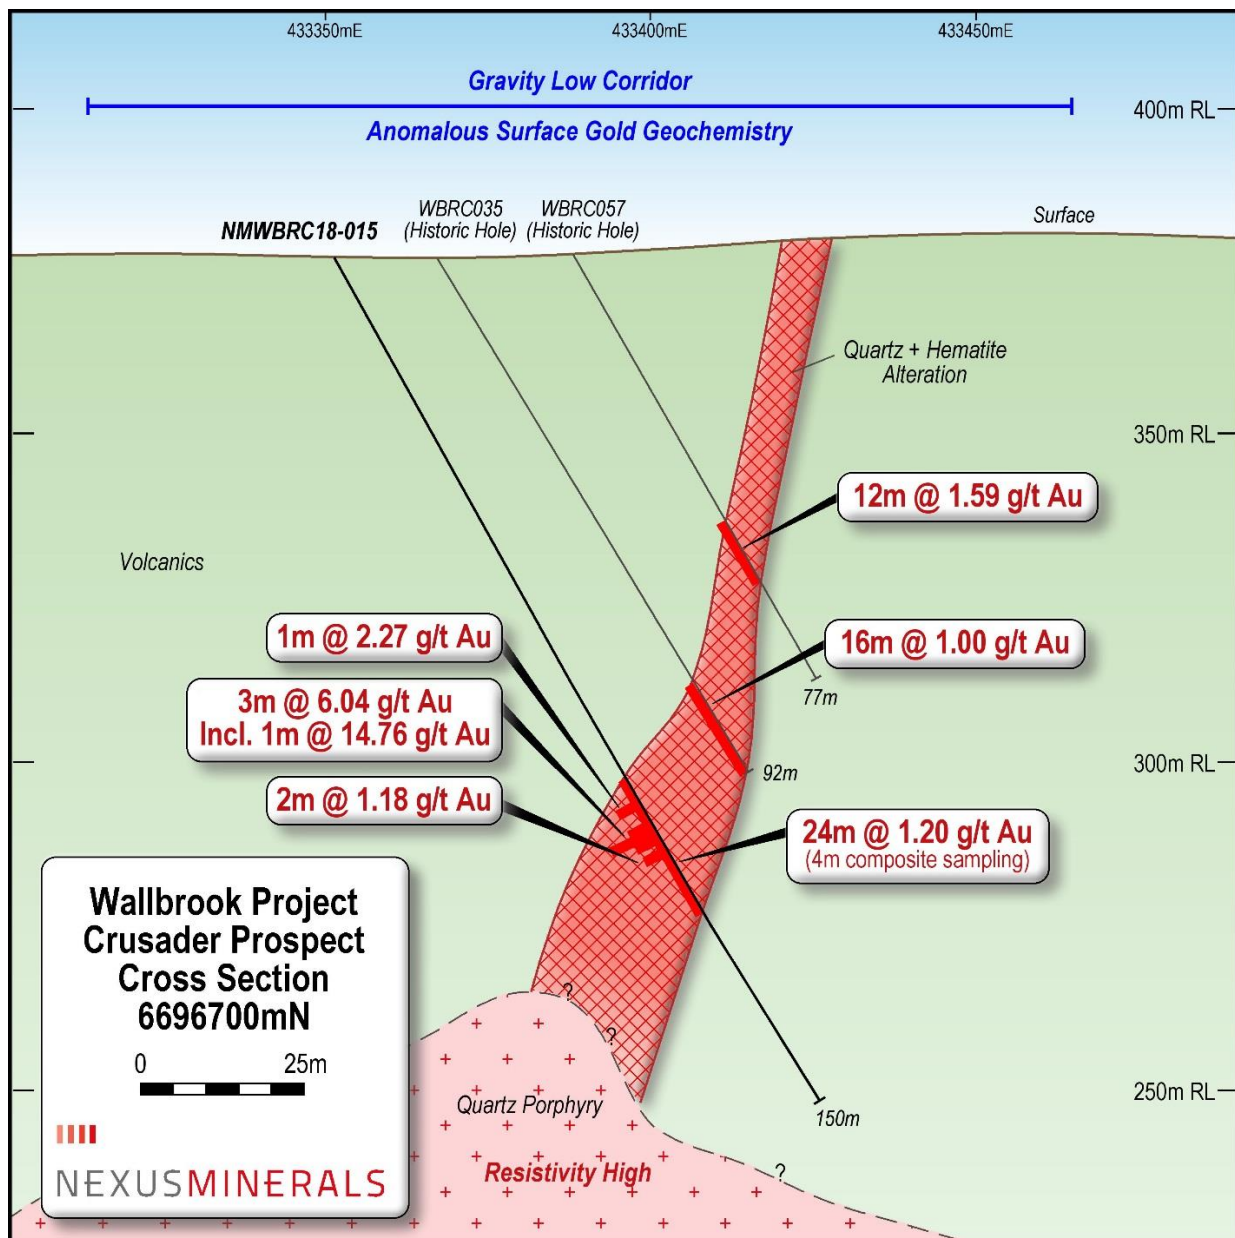 433350mE
433400mE
433450mE
Gravity Low Corridor
400m RL
Anomalous Surface Gold Geochemistry
WBRC035
(Historic Hole)
WBRC057
(Historic Hole)
NMWBRC18-015
Surface
Quartz + Hematite
Alteration
350m RL
12m @ 1.59 g/t Au
Volcanics
1m @ 2.27 g/t Au
16m @ 1.00 g/t Au
3m @ 6.04 g/t Au
Incl. 1m @ 14.76 g/t Au
77m
300m RL
92m
2m @ 1.18 g/t Au
24m @ 1.20 g/t Au
(4m composite sampling)
Wallbrook Project
Crusader Prospect
Cross Section
6696700mN
0 25m
?
?
250m RL
Quartz Porphyry
150m
Resistivity High
?
NEXUSMINERALS